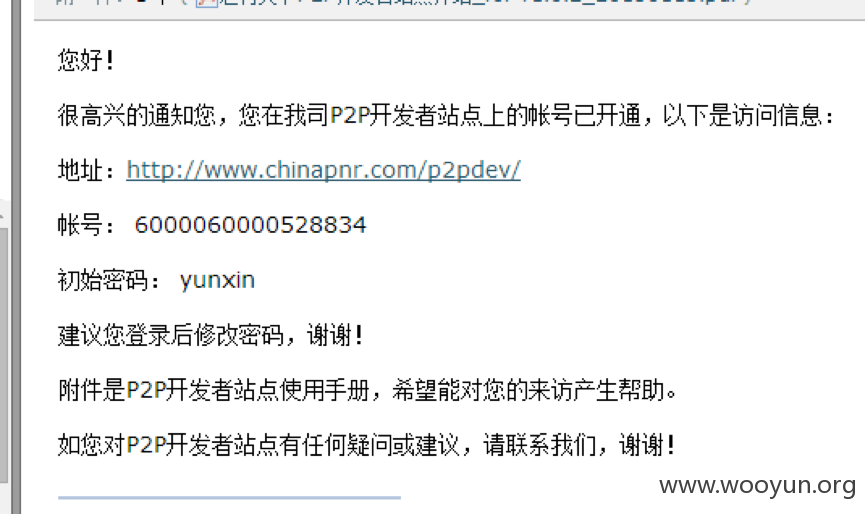 您好！
很高兴的通知您，您在我司P2P开发者站点上的帐号已开通，以下是访问信息：
地址：http://www.chinapnr.com/p2pdev/
帐号： 6000060000528834
初始密码： yunxin
建议您登录后修改密码，谢谢！
附件是P2P开发者站点使用手册，希望能对您的来访产生帮助。
如您对P2P开发者站点有任何疑问或建议，请联系我们，谢谢！
www.wooyun.org